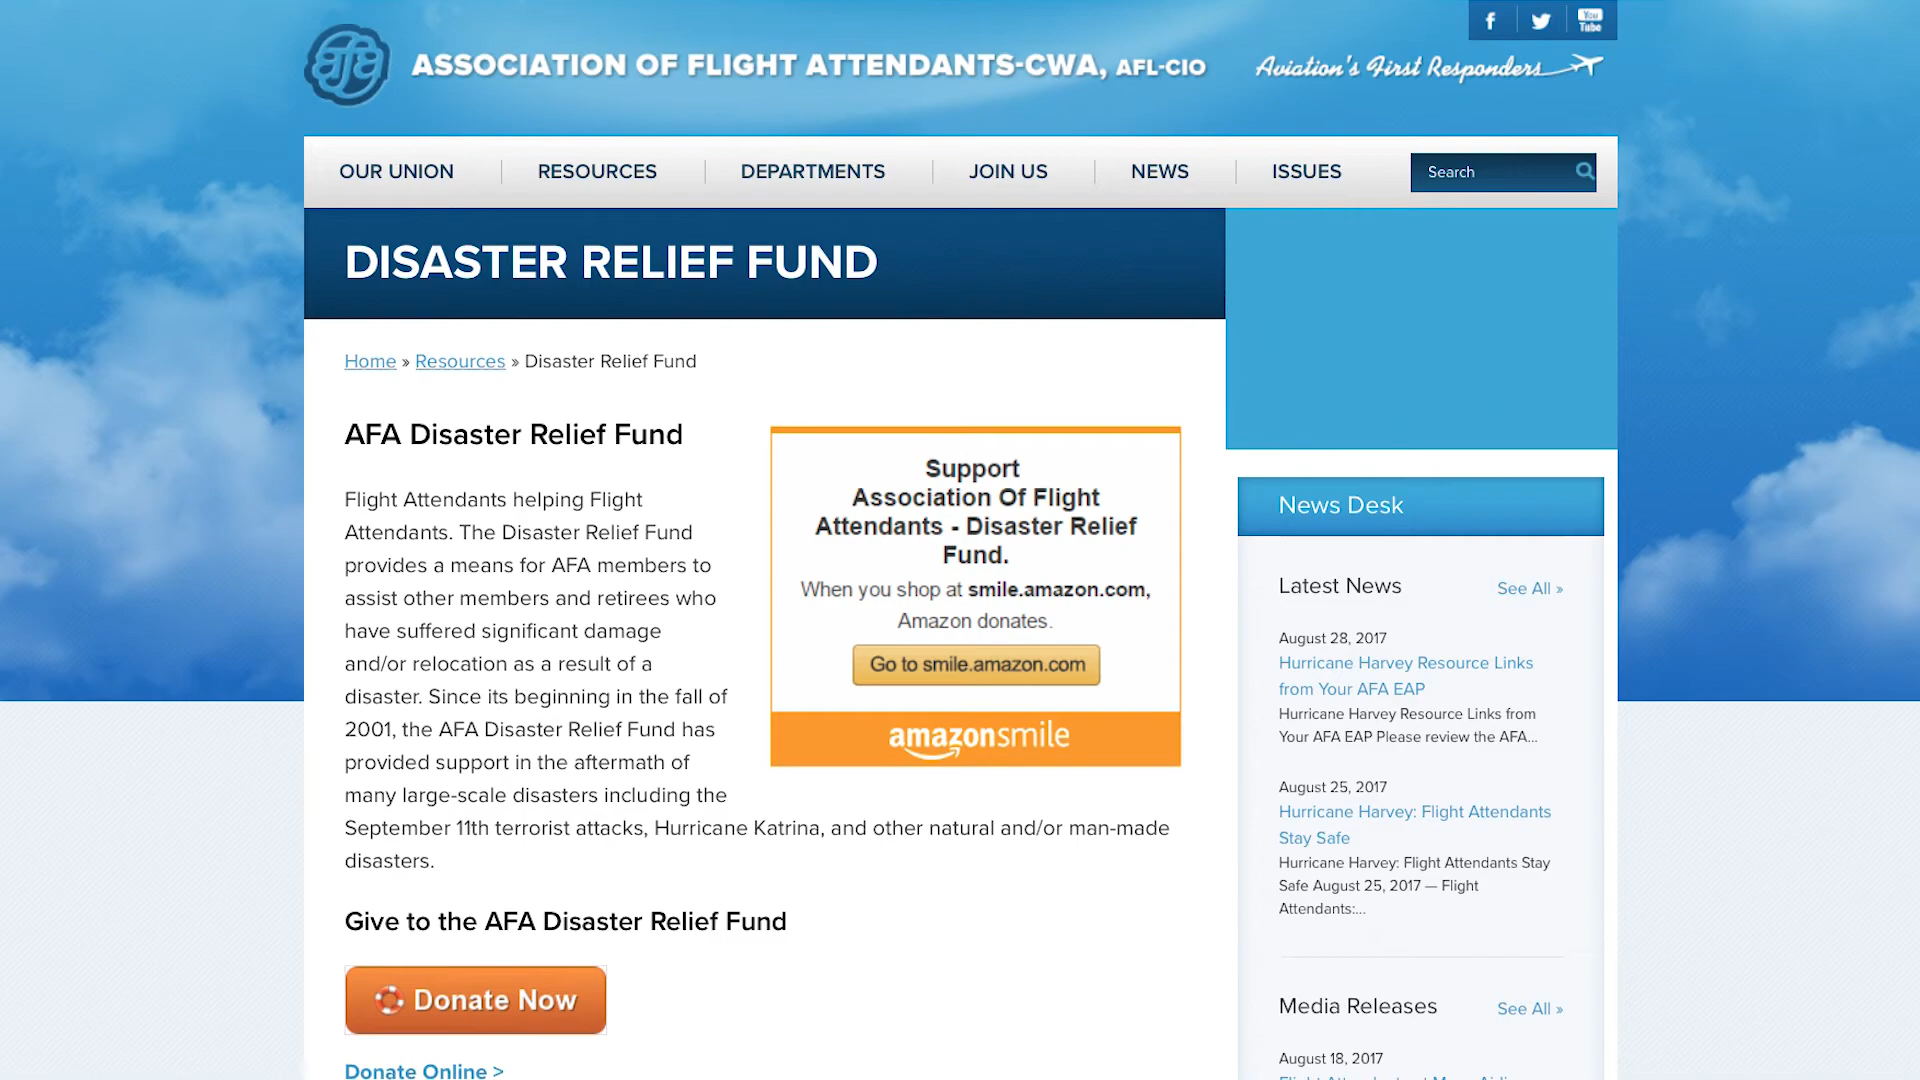 afa
ASSOCIATION OF FLIGHT ATTENDANTS-CWA, AFL-CIO
Aviation's First Responders
f
You
Tube
OUR UNION
RESOURCES
DEPARTMENTS
JOIN US
NEWS
ISSUES
Search
DISASTER RELIEF FUND
Home » Resources » Disaster Relief Fund
AFA Disaster Relief Fund
Flight Attendants helping Flight
Attendants. The Disaster Relief Fund
provides a means for AFA members to
assist other members and retirees who
have suffered significant damage
and/or relocation as a result of a
disaster. Since its beginning in the fall of
2001, the AFA Disaster Relief Fund has
provided support in the aftermath of
many large-scale disasters including the
September 11th terrorist attacks, Hurricane Katrina, and other natural and/or man-made
disasters.
Support
Association Of Flight
Attendants - Disaster Relief
Fund.
When you shop at smile.amazon.com,
Amazon donates.
Go to smile.amazon.com
amazonsmile
Give to the AFA Disaster Relief Fund
Donate Now
Donate Online >
News Desk
Latest News
See All »
August 28, 2017
Hurricane Harvey Resource Links
from Your AFA EAP
Hurricane Harvey Resource Links from
Your AFA EAP Please review the AFA...
August 25, 2017
Hurricane Harvey: Flight Attendants
Stay Safe
Hurricane Harvey: Flight Attendants Stay
Safe August 25, 2017 — Flight
Attendants:...
Media Releases
See All »
August 18, 2017